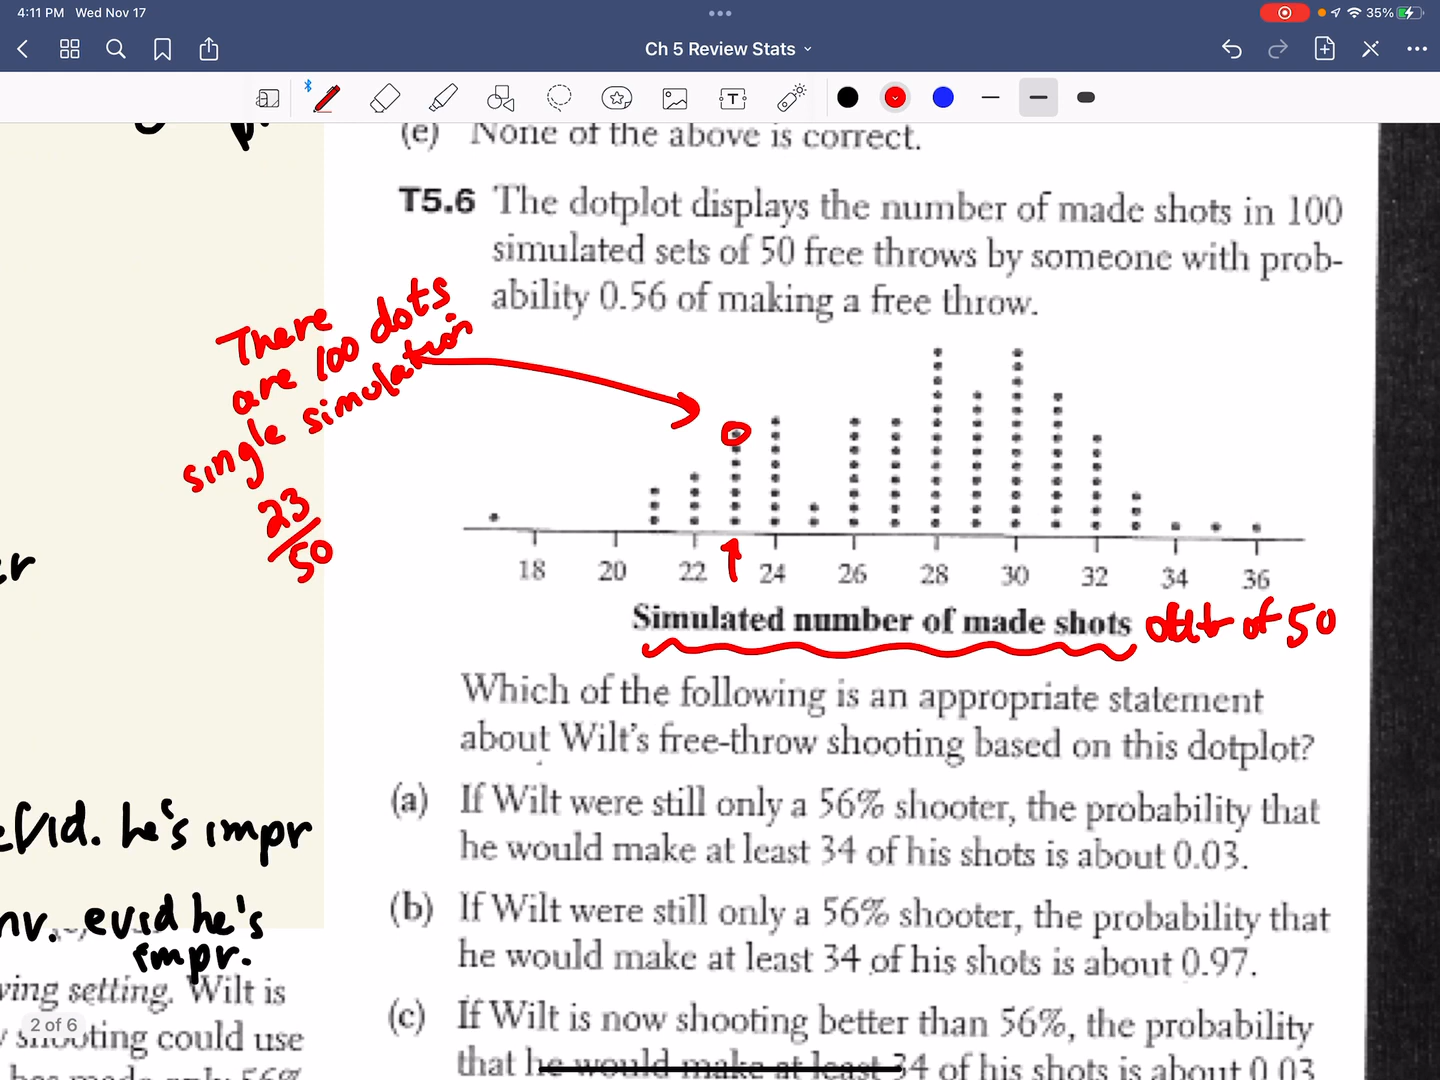 4:11 PM Wed Nov 17
35%
Ch 5 Review Stats
T
(e) None of the above is correct.
T5.6 The dotplot displays the number of made shots in 100
simulated sets of 50 free throws by someone with prob-
ability 0.56 of making a free throw.
There
are 100 dots
single simulation
23/50
18 20 22 24 26 28 30 32 34 36
Simulated number of made shots out of 50
Which of the following is an appropriate statement
about Wilt's free-throw shooting based on this dotplot?
(a) If Wilt were still only a 56% shooter, the probability that
he would make at least 34 of his shots is about 0.03.
(b) If Wilt were still only a 56% shooter, the probability that
he would make at least 34 of his shots is about 0.97.
(c) If Wilt is now shooting better than 56%, the probability
that he would make at least 34 of his shots is about 0.03
he's impr
evid he's
impr.
setting. Wilt is
2 of 6
could use
made only 56%